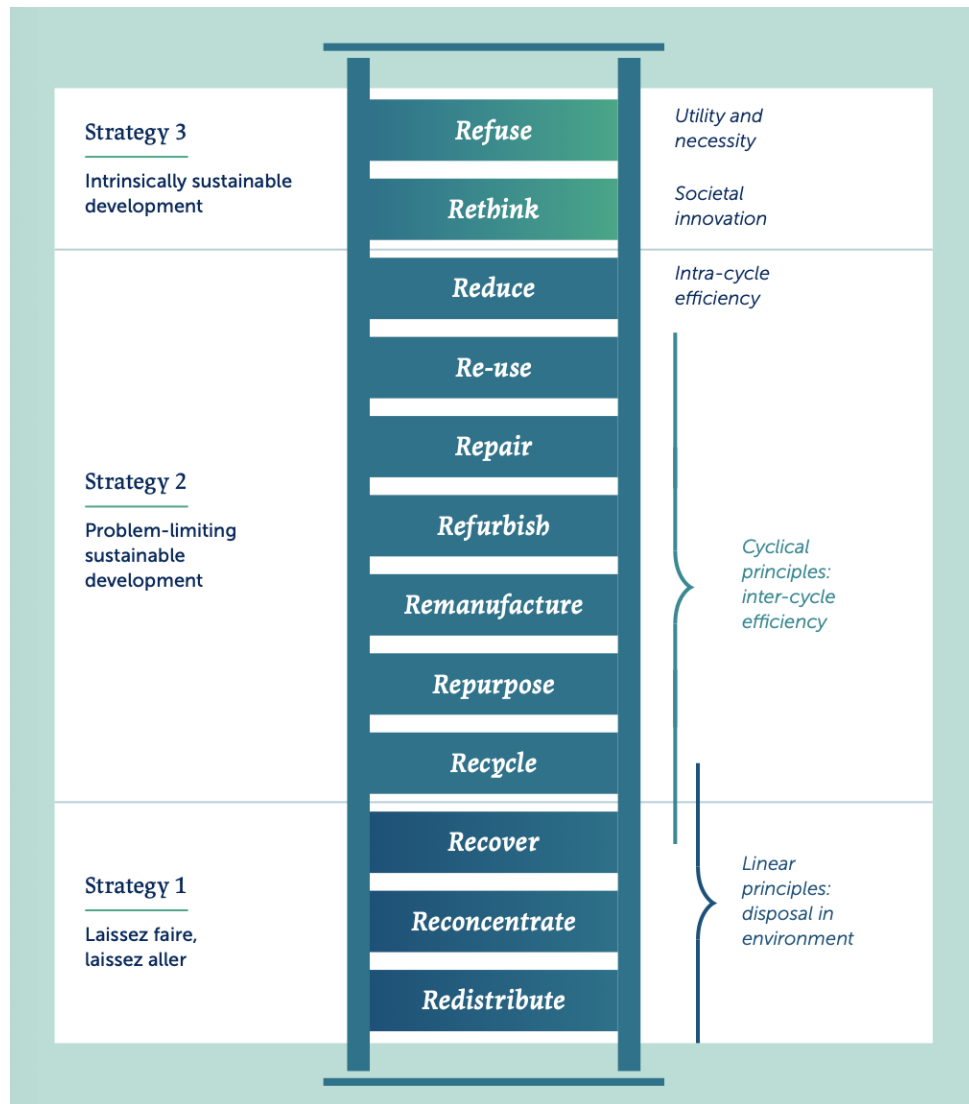 Strategy 3
Intrinsically sustainable
development
Refuse
Utility and
necessity
Rethink
Societal
innovation
Strategy 2
Problem-limiting
sustainable
development
Reduce
Intra-cycle
efficiency
Re-use
Repair
Refurbish
Remanufacture
Repurpose
Recycle
Cyclical
principles:
inter-cycle
efficiency
Strategy 1
Laissez faire,
laissez aller
Recover
Reconcentrate
Redistribute
Linear
principles:
disposal in
environment